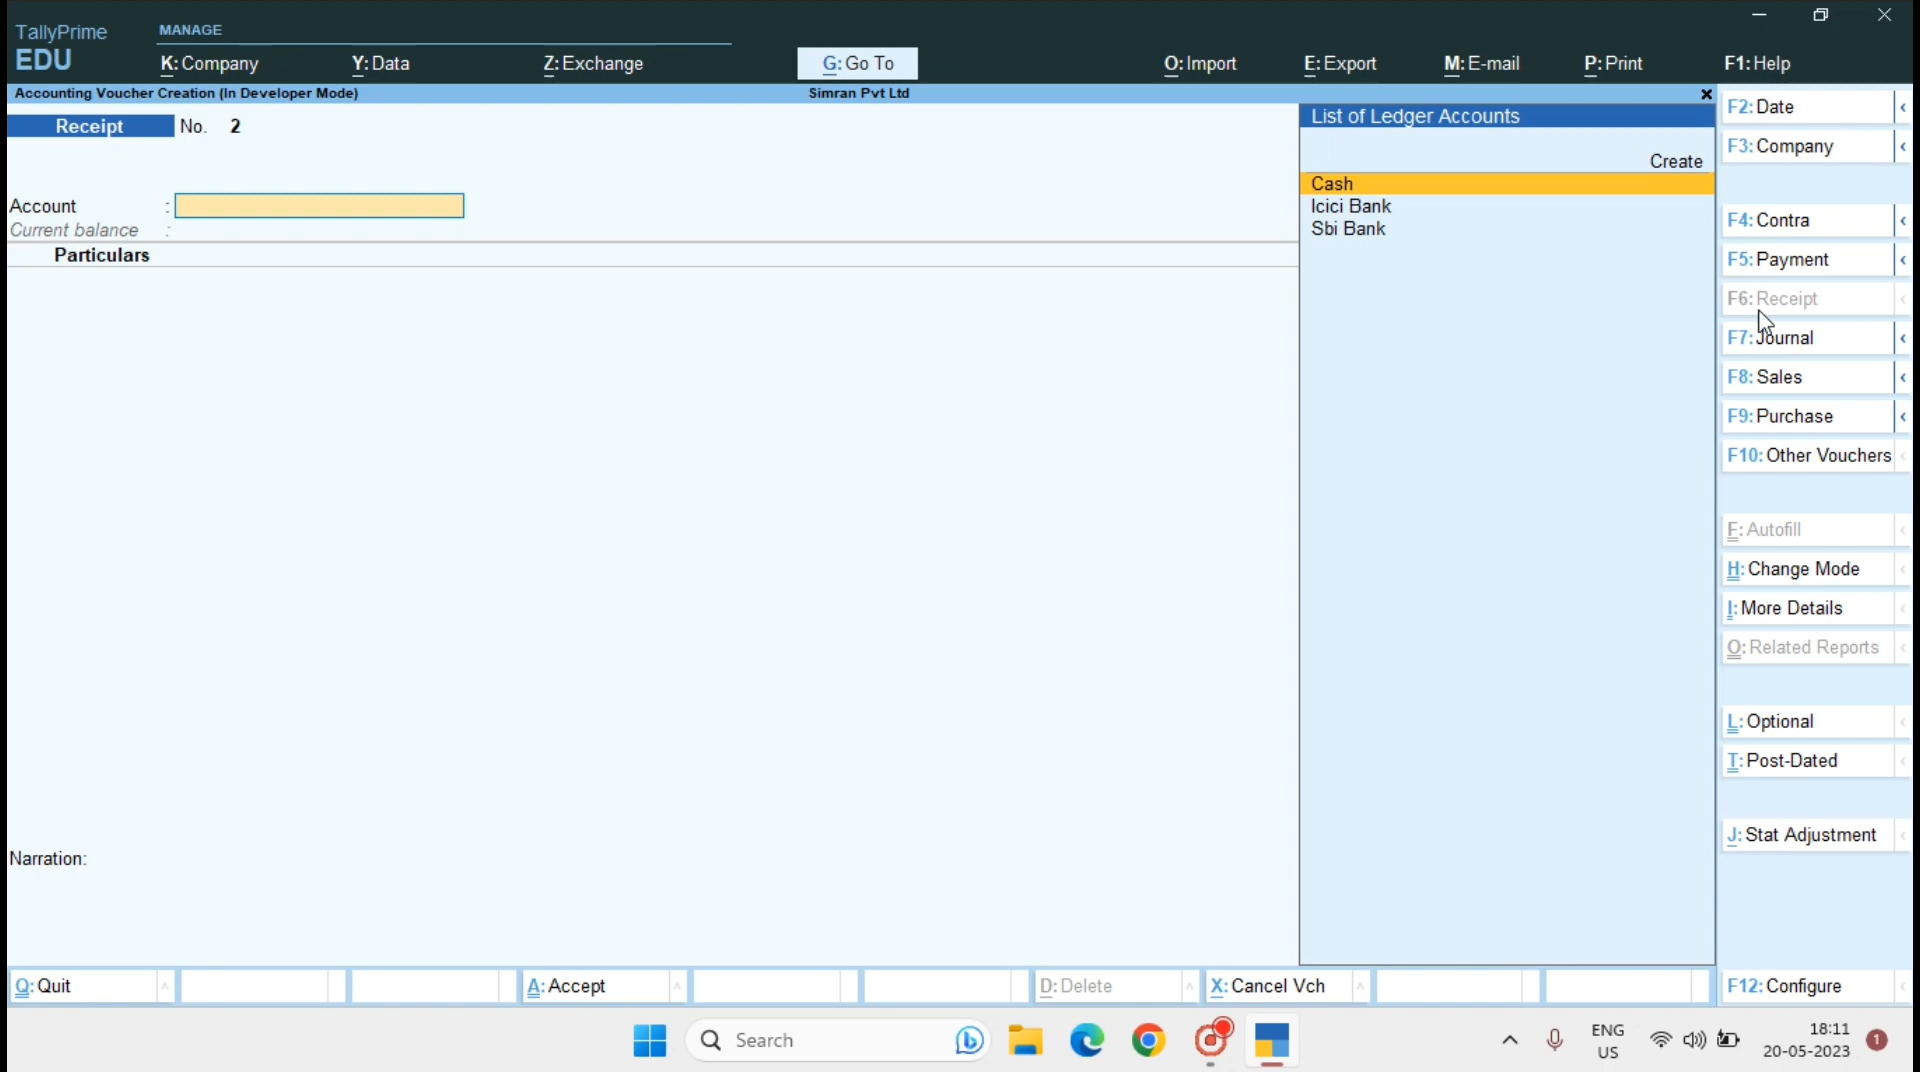 TallyPrime
EDU
MANAGE
K: Company
Y: Data
Z: Exchange
G: Go To
O: Import
E: Export
M: E-mail
P: Print
F1: Help
Accounting Voucher Creation (In Developer Mode)
Simran Pvt Ltd
Receipt No. 2
Account :
Current balance :
Particulars
Narration:
List of Ledger Accounts
Create
Cash
Icici Bank
Sbi Bank
F2: Date
F3: Company
F4: Contra
F5: Payment
F6: Receipt
F7: Journal
F8: Sales
F9: Purchase
F10: Other Vouchers
F: Autofill
H: Change Mode
I: More Details
O: Related Reports
L: Optional
T: Post-Dated
J: Stat Adjustment
F12: Configure
Q: Quit
A: Accept
D: Delete
X: Cancel Vch
Search
ENG
US
18:11
20-05-2023
1